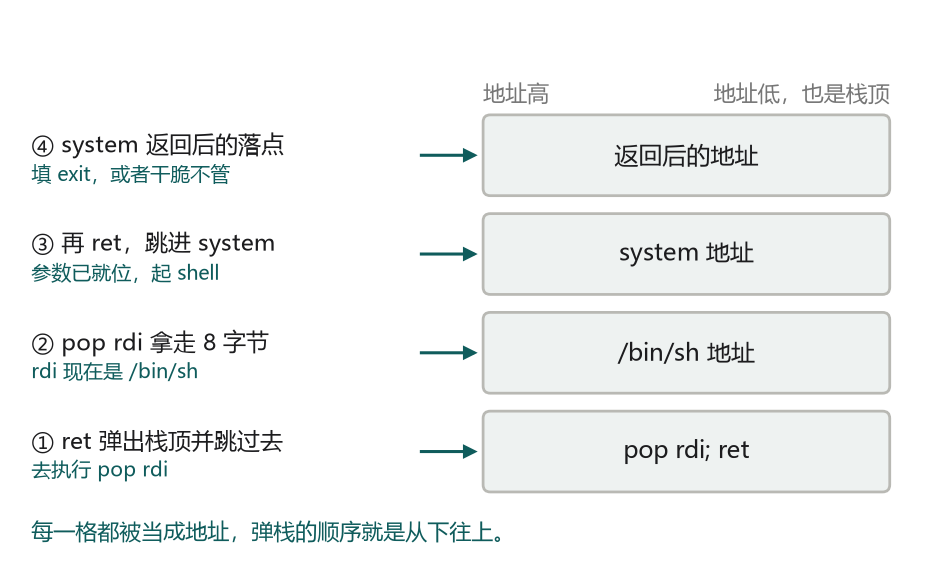 地址高
地址低，也是栈顶
④ system 返回后的落点
填 exit，或者干脆不管
返回后的地址
③ 再 ret，跳进 system
参数已就位，起 shell
system 地址
② pop rdi 拿走 8 字节
rdi 现在是 /bin/sh
/bin/sh 地址
① ret 弹出栈顶并跳过去
去执行 pop rdi
pop rdi; ret
每一格都被当成地址，弹栈的顺序就是从下往上。